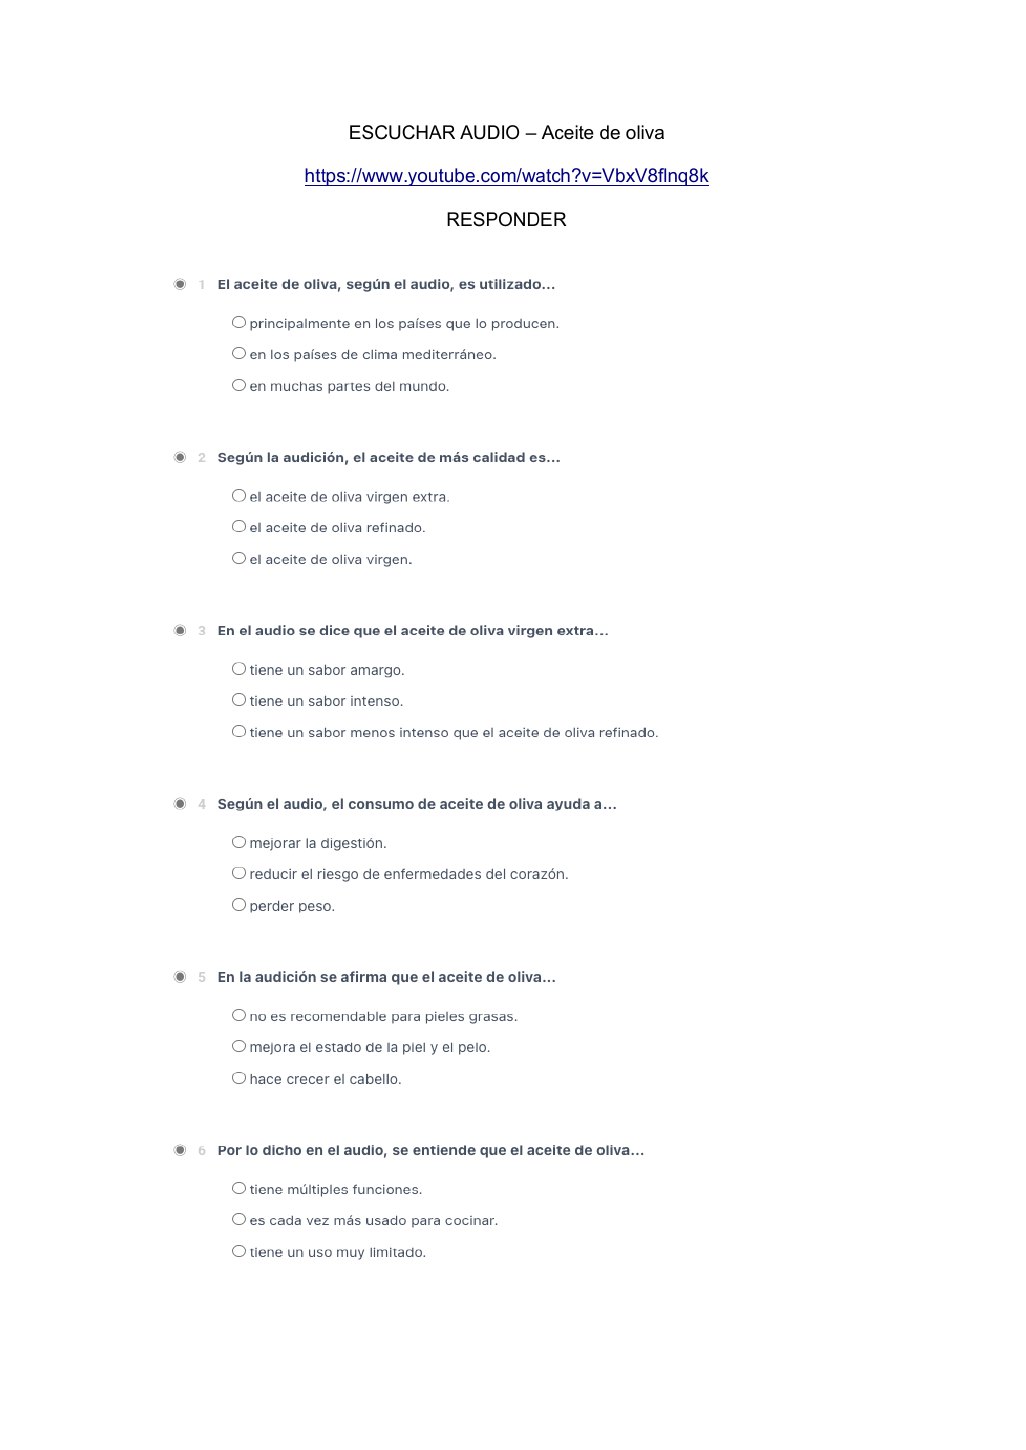 ESCUCHAR AUDIO – Aceite de oliva
https://www.youtube.com/watch?v=VbxV8flnq8k
RESPONDER
1 El aceite de oliva, según el audio, es utilizado...
principalmente en los países que lo producen.
en los países de clima mediterráneo.
en muchas partes del mundo.
2 Según la audición, el aceite de más calidad es...
el aceite de oliva virgen extra.
el aceite de oliva refinado.
el aceite de oliva virgen.
3 En el audio se dice que el aceite de oliva virgen extra...
tiene un sabor amargo.
tiene un sabor intenso.
tiene un sabor menos intenso que el aceite de oliva refinado.
4 Según el audio, el consumo de aceite de oliva ayuda a...
mejorar la digestión.
reducir el riesgo de enfermedades del corazón.
perder peso.
5 En la audición se afirma que el aceite de oliva...
no es recomendable para pieles grasas.
mejora el estado de la piel y el pelo.
hace crecer el cabello.
6 Por lo dicho en el audio, se entiende que el aceite de oliva...
tiene múltiples funciones.
es cada vez más usado para cocinar.
tiene un uso muy limitado.